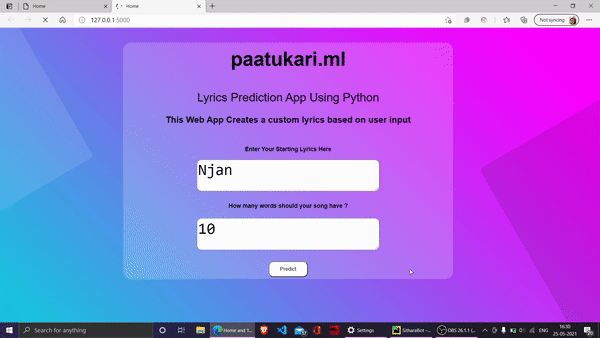 Home
Home
127.0.0.1:5000
Not syncing
paatukari.ml
Lyrics Prediction App Using Python
This Web App Creates a custom lyrics based on user input
Enter Your Starting Lyrics Here
Njan
How many words should your song have ?
10
Predict
Search for anything
Home and 1...
Settings
SitharaBot -...
OBS 26.1.1 (...
ENG
16:30
25-05-2021